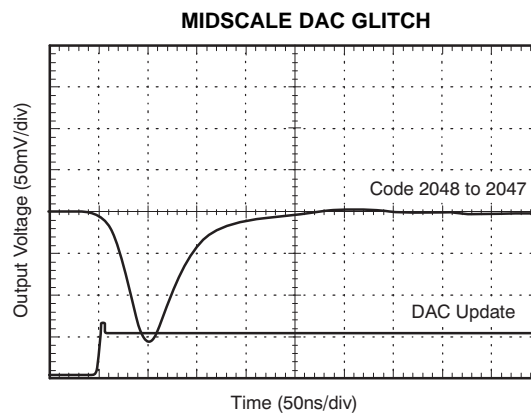 MIDSCALE DAC GLITCH
Output Voltage (50mV/div)
Code 2048 to 2047
DAC Update
Time (50ns/div)